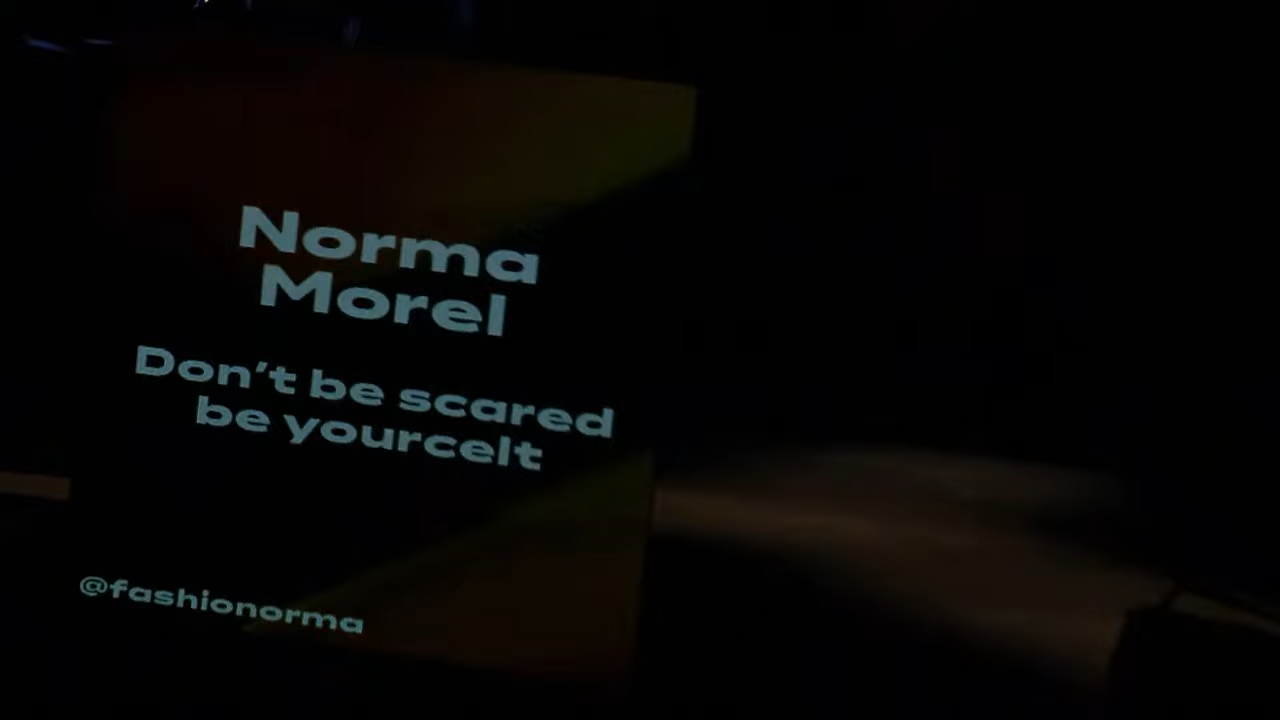 Norma
Morel
Don’t be scared
be yourcelt
@fashionorma